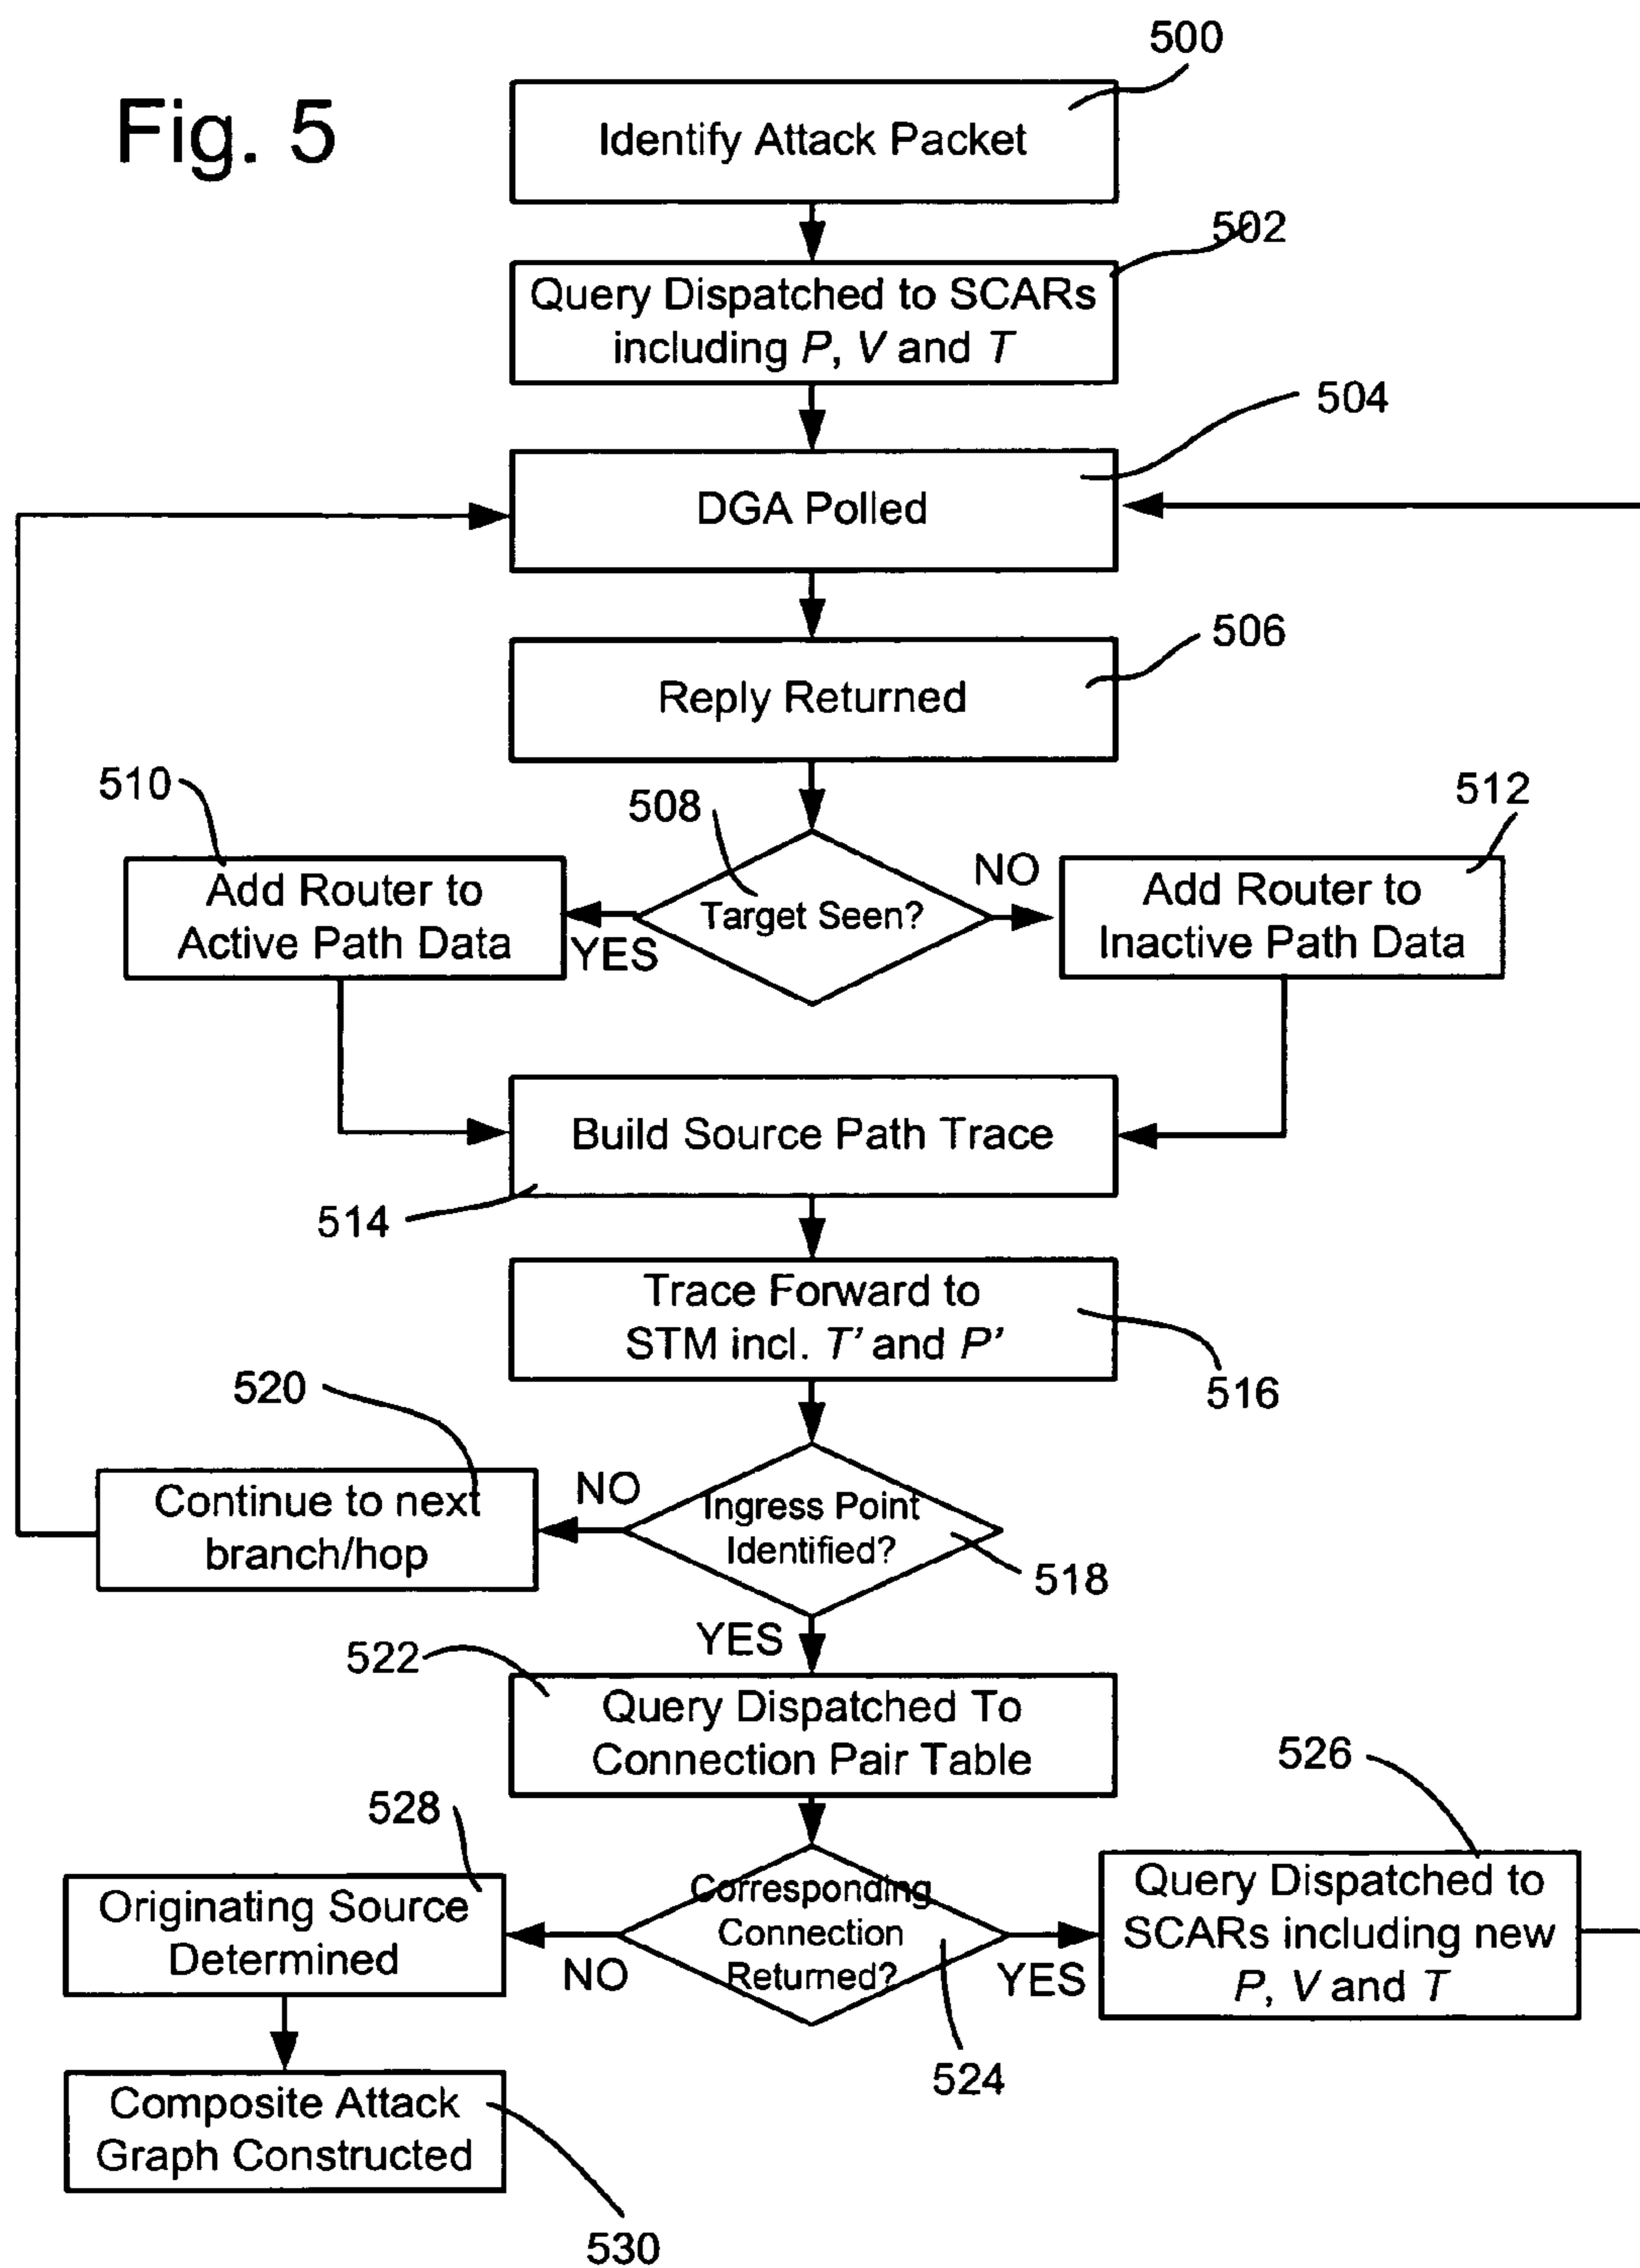 Fig. 5
500
Identify Attack Packet
502
Query Dispatched to SCARs
including P, V and T
504
DGA Polled
506
Reply Returned
510
508
512
Add Router to
Active Path Data
YES
Target Seen?
NO
Add Router to
Inactive Path Data
Build Source Path Trace
514
Trace Forward to
STM incl. T' and P'
516
520
Continue to next
branch/hop
NO
Ingress Point
Identified?
518
YES
522
Query Dispatched To
Connection Pair Table
526
528
Originating Source
Determined
NO
Corresponding
Connection
Returned?
YES
524
Query Dispatched to
SCARs including new
P, V and T
Composite Attack
Graph Constructed
530